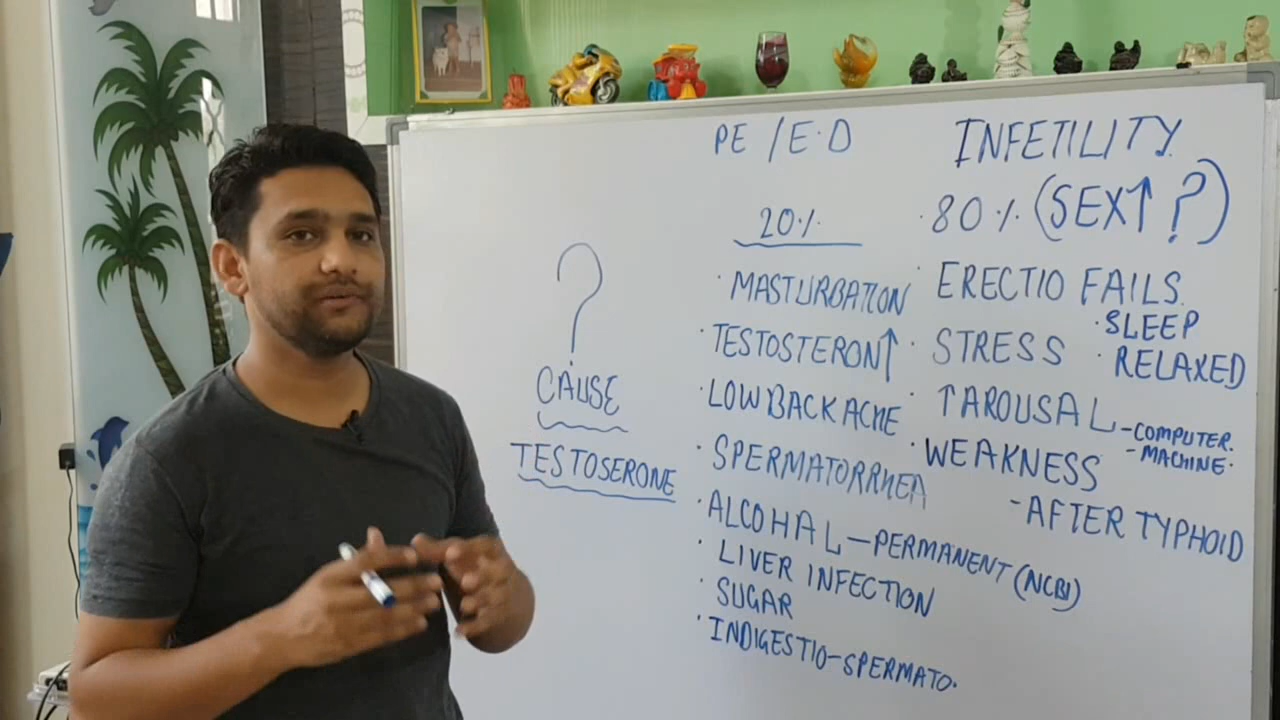 ?
CAUSE
TESTOSERONE
PE / E.D
20%
· MASTURBATION
· TESTOSTERON↑
· LOW BACK ACHE
· SPERMATORRHEA
· ALCOHAL – PERMANENT (NCBI)
· LIVER INFECTION
· SUGAR
· INDIGESTIO-SPERMATO.
INFETILITY
· 80% (SEX↑ ?)
· ERECTIO FAILS
· SLEEP
· STRESS · RELAXED
· ↑AROUSAL – COMPUTER.
- MACHINE.
· WEAKNESS
- AFTER TYPHOID